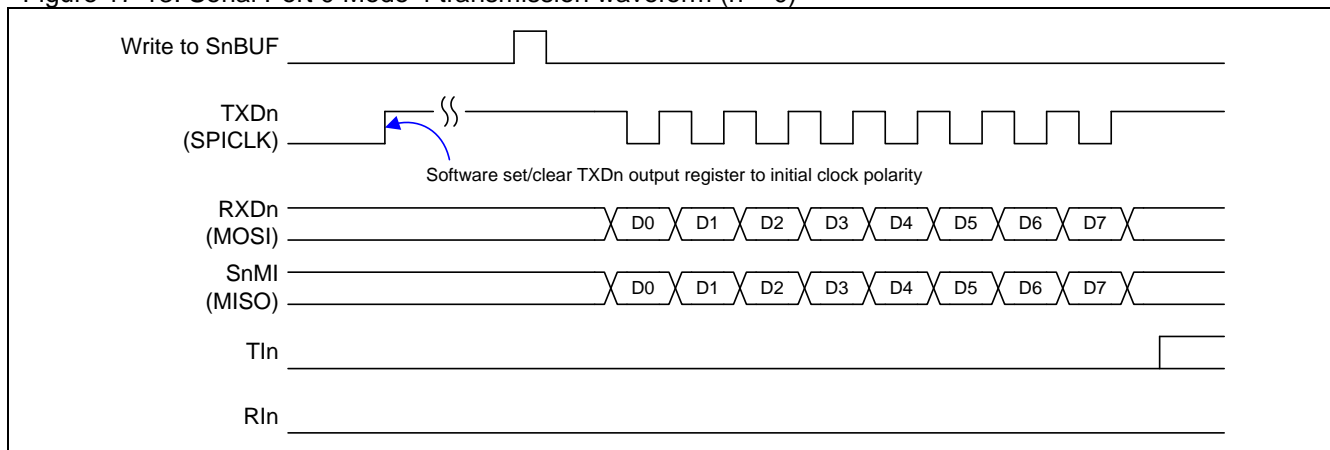 Write to SnBUF
TXDn
(SPICLK)
Software set/clear TXDn output register to initial clock polarity
RXDn
(MOSI)
D0 D1 D2 D3 D4 D5 D6 D7
SnMI
(MISO)
D0 D1 D2 D3 D4 D5 D6 D7
TIn
RIn